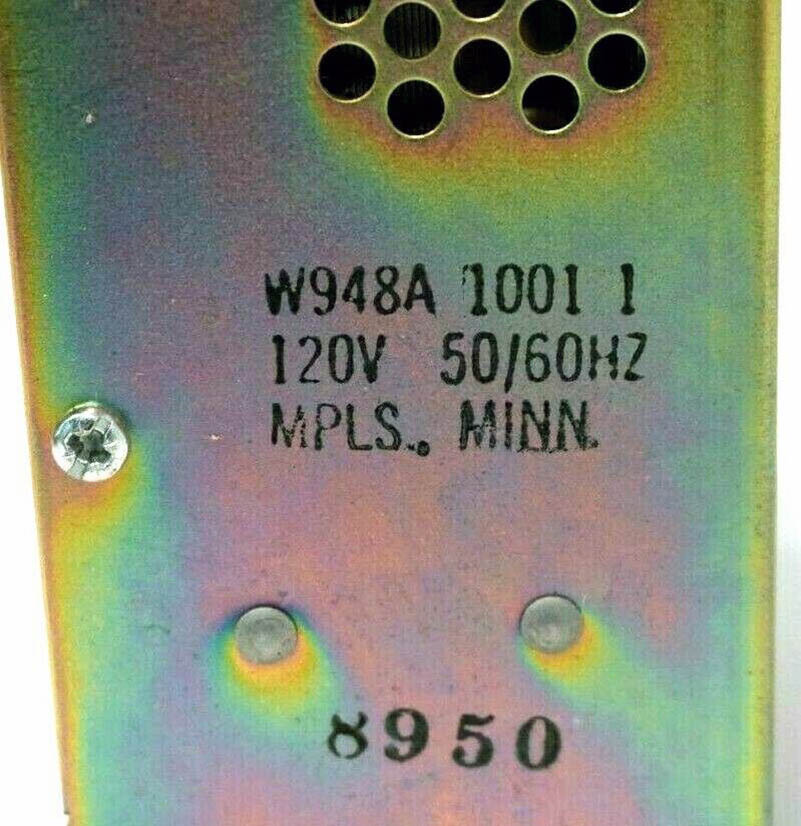 W948A 1001 1
120V 50/60HZ
MPLS., MINN.
8950